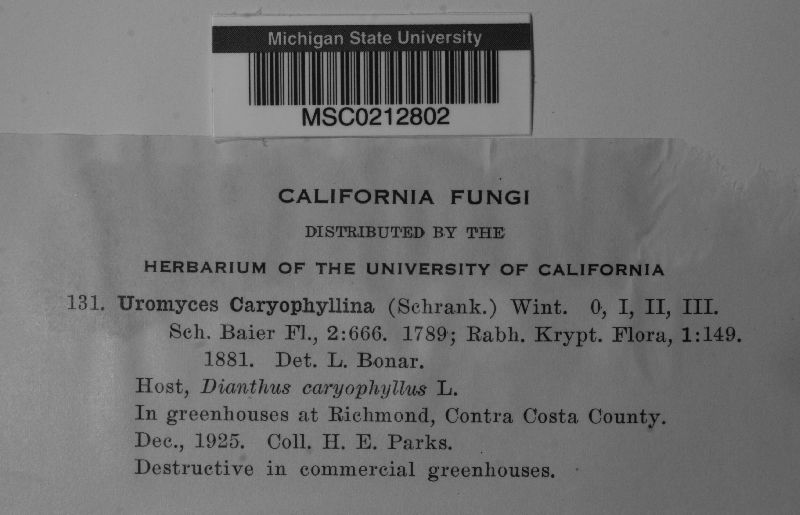 Michigan State University
MSC0212802
CALIFORNIA FUNGI
DISTRIBUTED BY THE
HERBARIUM OF THE UNIVERSITY OF CALIFORNIA
131. Uromyces Caryophyllina (Schrank.) Wint. 0, I, II, III.
Sch. Baier Fl., 2:666. 1789; Rabh. Krypt. Flora, 1:149.
1881. Det. L. Bonar.
Host, Dianthus caryophyllus L.
In greenhouses at Richmond, Contra Costa County.
Dec., 1925. Coll. H. E. Parks.
Destructive in commercial greenhouses.